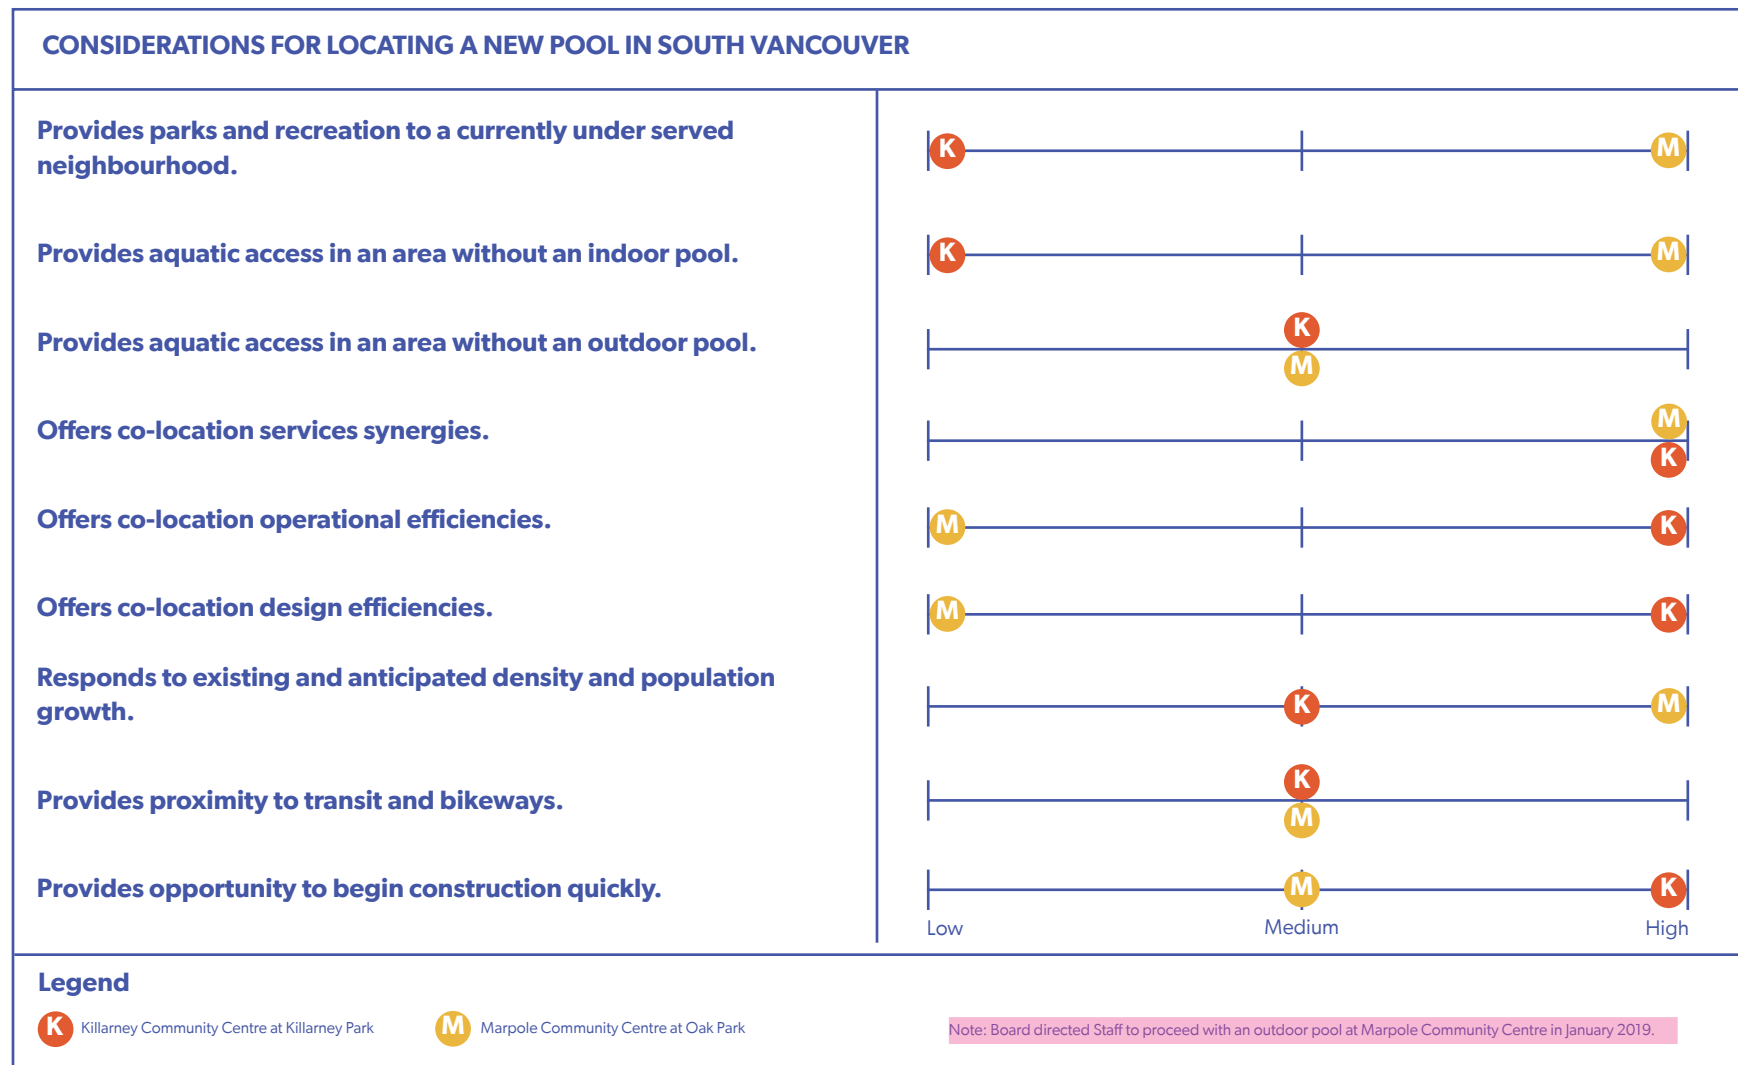 CONSIDERATIONS FOR LOCATING A NEW POOL IN SOUTH VANCOUVER
Provides parks and recreation to a currently under served
neighbourhood.
K
M
Provides aquatic access in an area without an indoor pool.
K
M
Provides aquatic access in an area without an outdoor pool.
K
M
Offers co-location services synergies.
M
K
Offers co-location operational efficiencies.
M
K
Offers co-location design efficiencies.
M
K
Responds to existing and anticipated density and population
growth.
K
M
Provides proximity to transit and bikeways.
K
M
Provides opportunity to begin construction quickly.
M
K
Low Medium High
Legend
K Killarney Community Centre at Killarney Park
M Marpole Community Centre at Oak Park
Note: Board directed Staff to proceed with an outdoor pool at Marpole Community Centre in January 2019.